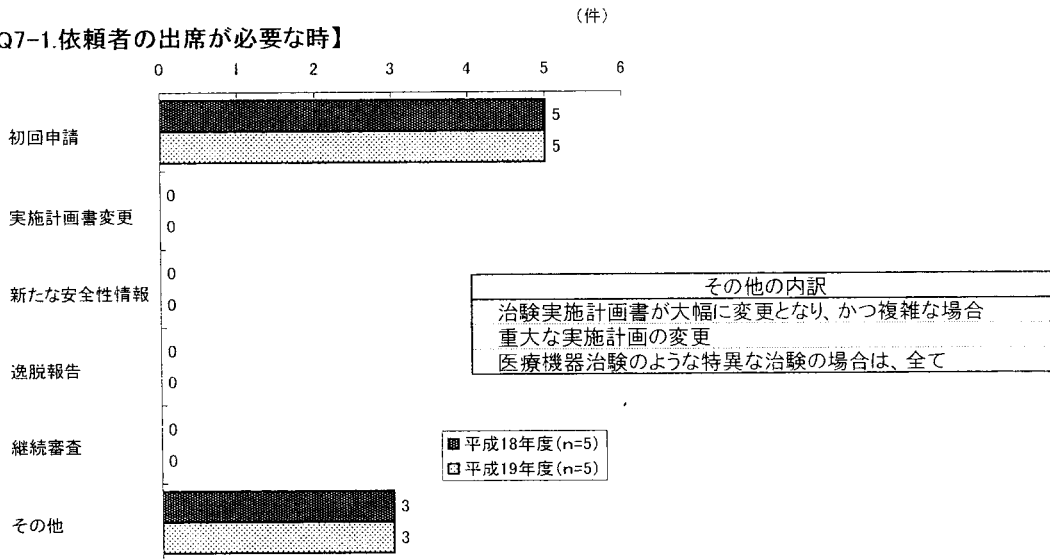 (件)
Q7-1.依頼者の出席が必要な時】
0 1 2 3 4 5 6
初回申請
5
5
実施計画書変更
0
0
新たな安全性情報
0
0
逸脱報告
0
0
継続審査
0
0
その他
3
3
その他の内訳
治験実施計画書が大幅に変更となり、かつ複雑な場合
重大な実施計画の変更
医療機器治験のような特異な治験の場合は、全て
平成18年度(n=5)
平成19年度(n=5)